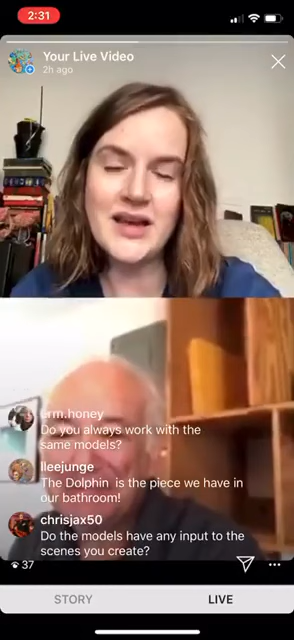 2:31
Your Live Video
2h ago
rm.honey
Do you always work with the
same models?
lleejunge
The Dolphin is the piece we have in
our bathroom!
chrisjax50
Do the models have any input to the
scenes you create?
37
STORY
LIVE